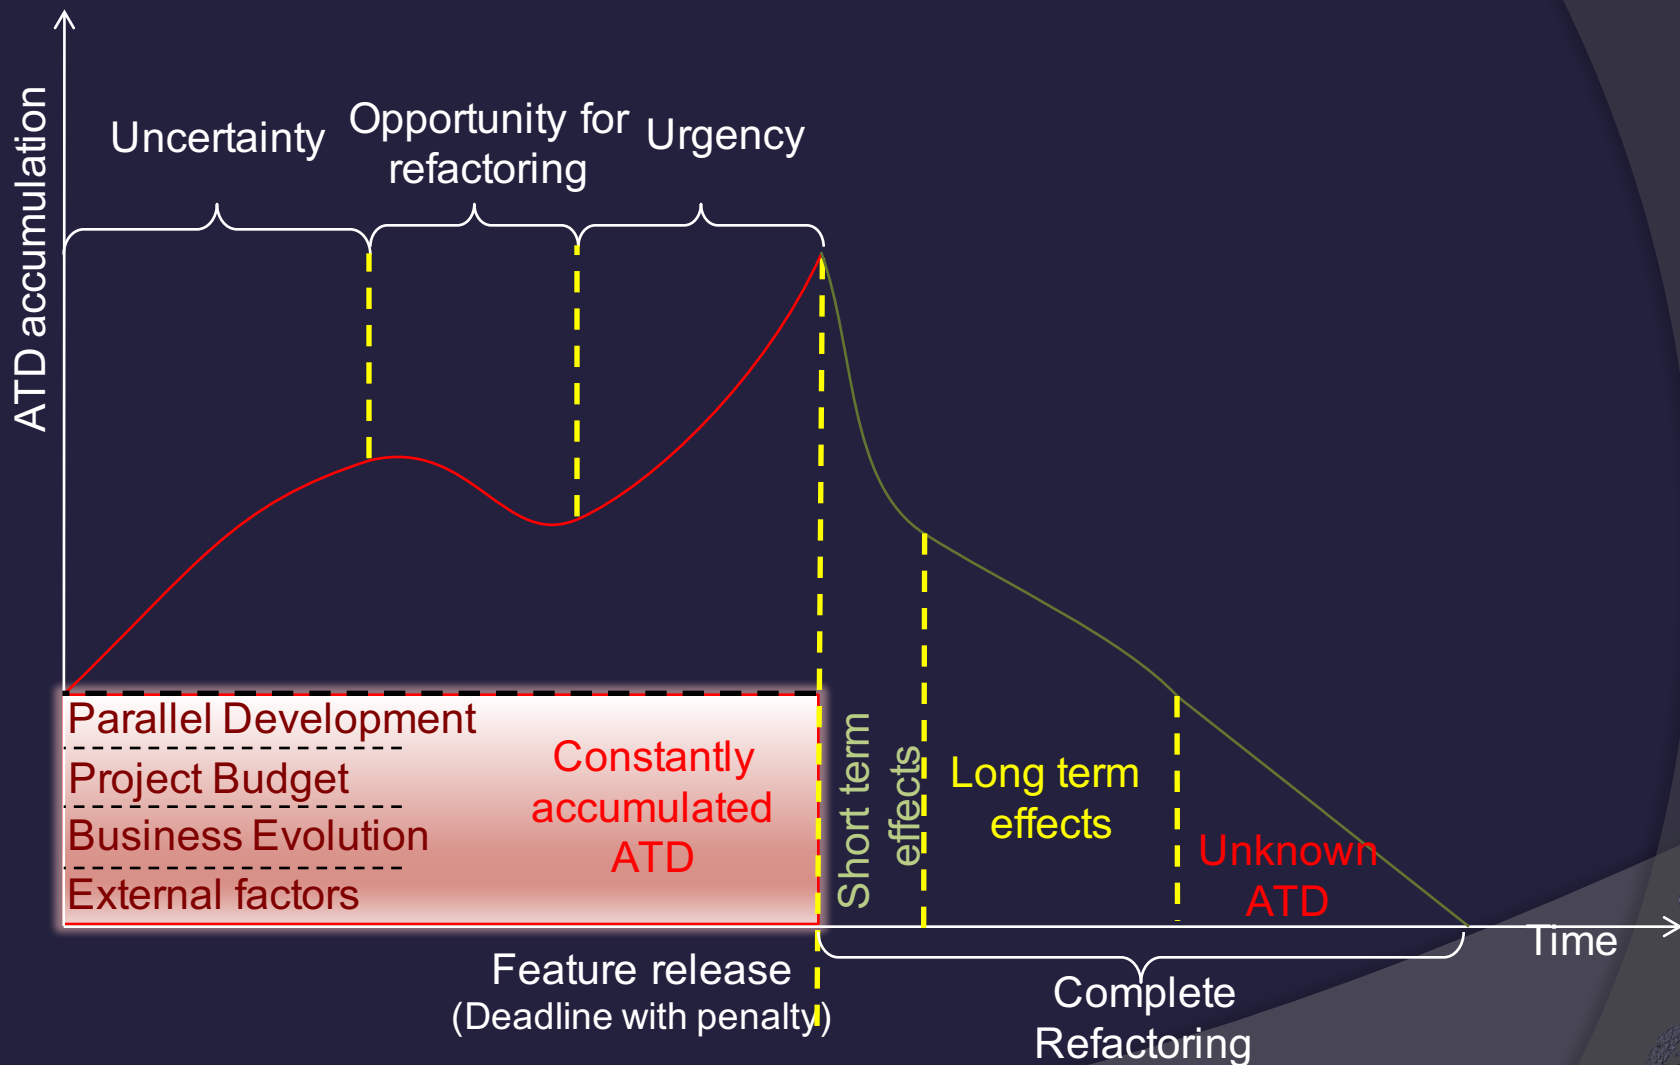 ATD accumulation
Uncertainty
Opportunity for
refactoring
Urgency
Parallel Development
Project Budget
Business Evolution
External factors
Constantly
accumulated
ATD
Short term
effects
Long term
effects
Unknown
ATD
Time
Feature release
(Deadline with penalty)
Complete
Refactoring